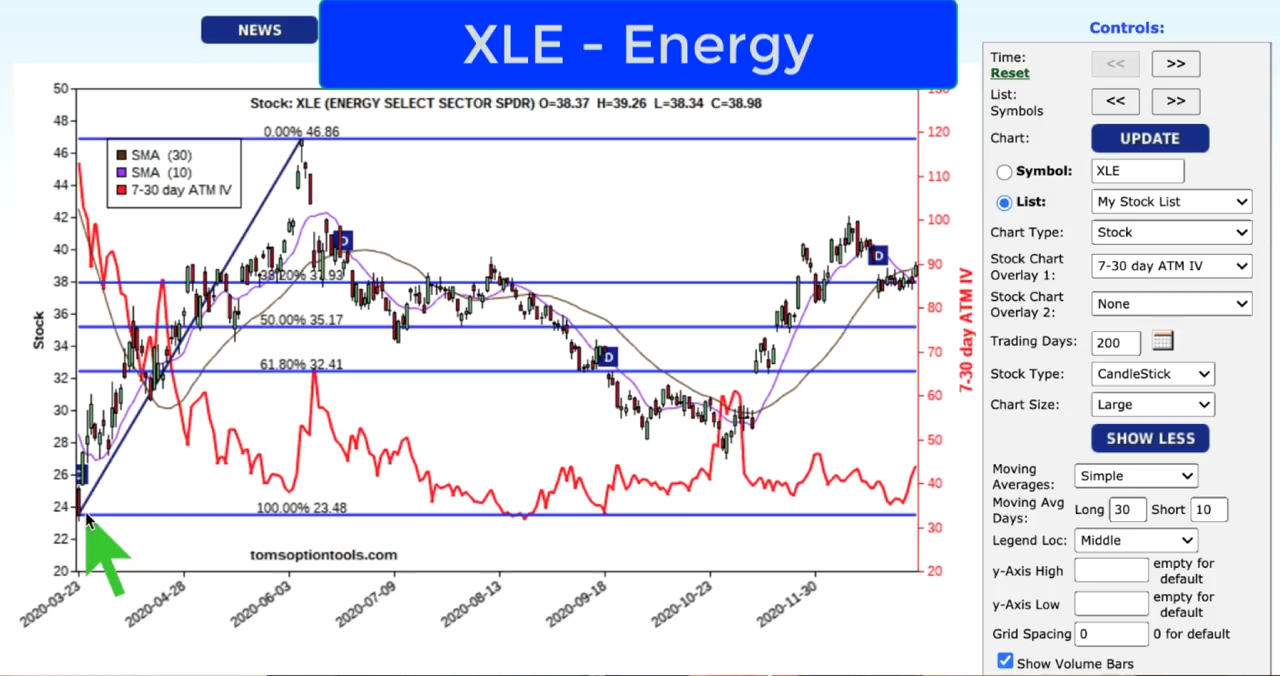 NEWS
XLE - Energy
Stock: XLE (ENERGY SELECT SECTOR SPDR) O=38.37 H=39.26 L=38.34 C=38.98
SMA (30)
SMA (10)
7-30 day ATM IV
0.00% 46.86
38.20% 37.93
50.00% 35.17
61.80% 32.41
100.00% 23.48
D
D
D
tomsoptiontools.com
Stock
50
48
46
44
42
40
38
36
34
32
30
28
26
24
22
20
130
120
110
100
90
80
70
60
50
40
30
20
7-30 day ATM IV
2020-03-23
2020-04-28
2020-06-03
2020-07-09
2020-08-13
2020-09-18
2020-10-23
2020-11-30
Controls:
Time:
Reset
<< >>
List:
Symbols
<< >>
Chart: UPDATE
Symbol: XLE
List: My Stock List
Chart Type: Stock
Stock Chart
Overlay 1: 7-30 day ATM IV
Stock Chart
Overlay 2: None
Trading Days: 200
Stock Type: CandleStick
Chart Size: Large
SHOW LESS
Moving
Averages: Simple
Moving Avg
Days: Long 30 Short 10
Legend Loc: Middle
y-Axis High empty for
default
y-Axis Low empty for
default
Grid Spacing 0 0 for default
Show Volume Bars